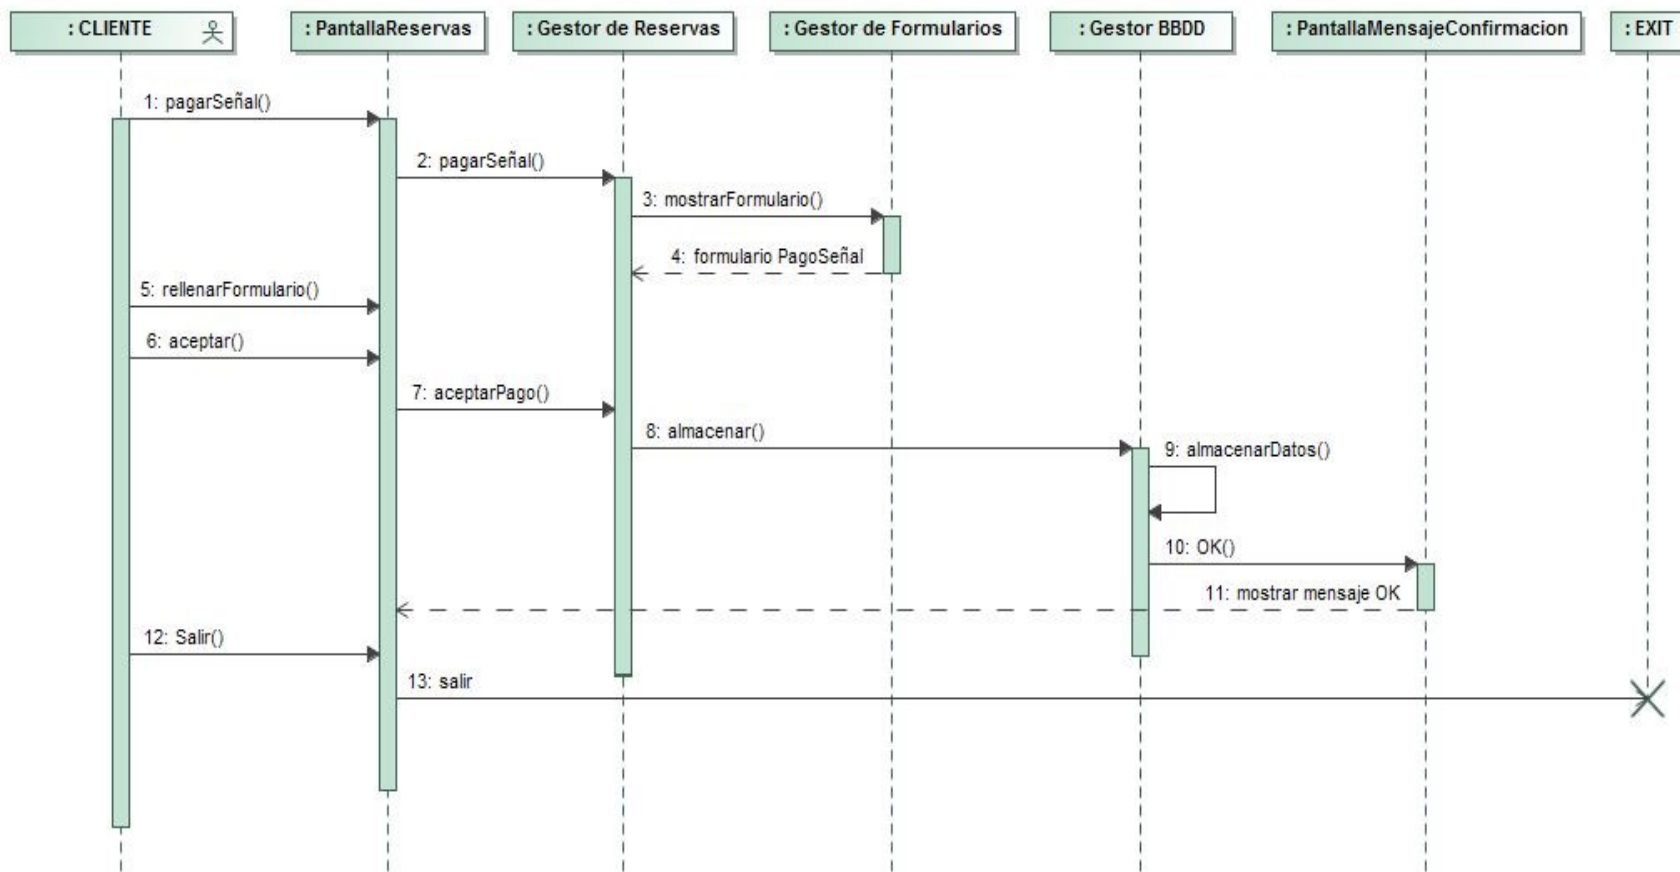 : CLIENTE
: PantallaReservas
: Gestor de Reservas
: Gestor de Formularios
: Gestor BBDD
: PantallaMensajeConfirmacion
: EXIT
1: pagarSeñal()
2: pagarSeñal()
3: mostrarFormulario()
4: formulario PagoSeñal
5: rellenarFormulario()
6: aceptar()
7: aceptarPago()
8: almacenar()
9: almacenarDatos()
10: OK()
11: mostrar mensaje OK
12: Salir()
13: salir